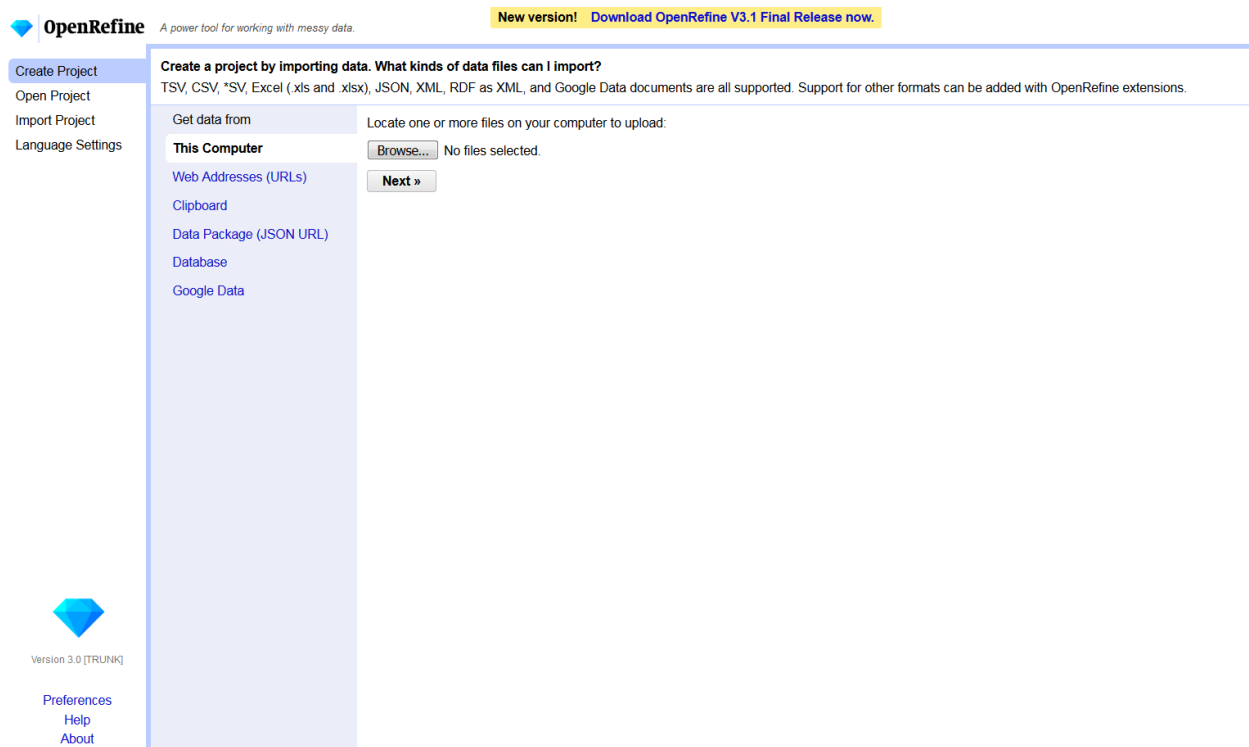 OpenRefine A power tool for working with messy data.
New version! Download OpenRefine V3.1 Final Release now.
Create Project
Open Project
Import Project
Language Settings
Create a project by importing data. What kinds of data files can I import?
TSV, CSV, *SV, Excel (.xls and .xlsx), JSON, XML, RDF as XML, and Google Data documents are all supported. Support for other formats can be added with OpenRefine extensions.
Get data from
This Computer
Web Addresses (URLs)
Clipboard
Data Package (JSON URL)
Database
Google Data
Locate one or more files on your computer to upload:
Browse... No files selected.
Next »
Version 3.0 [TRUNK]
Preferences
Help
About